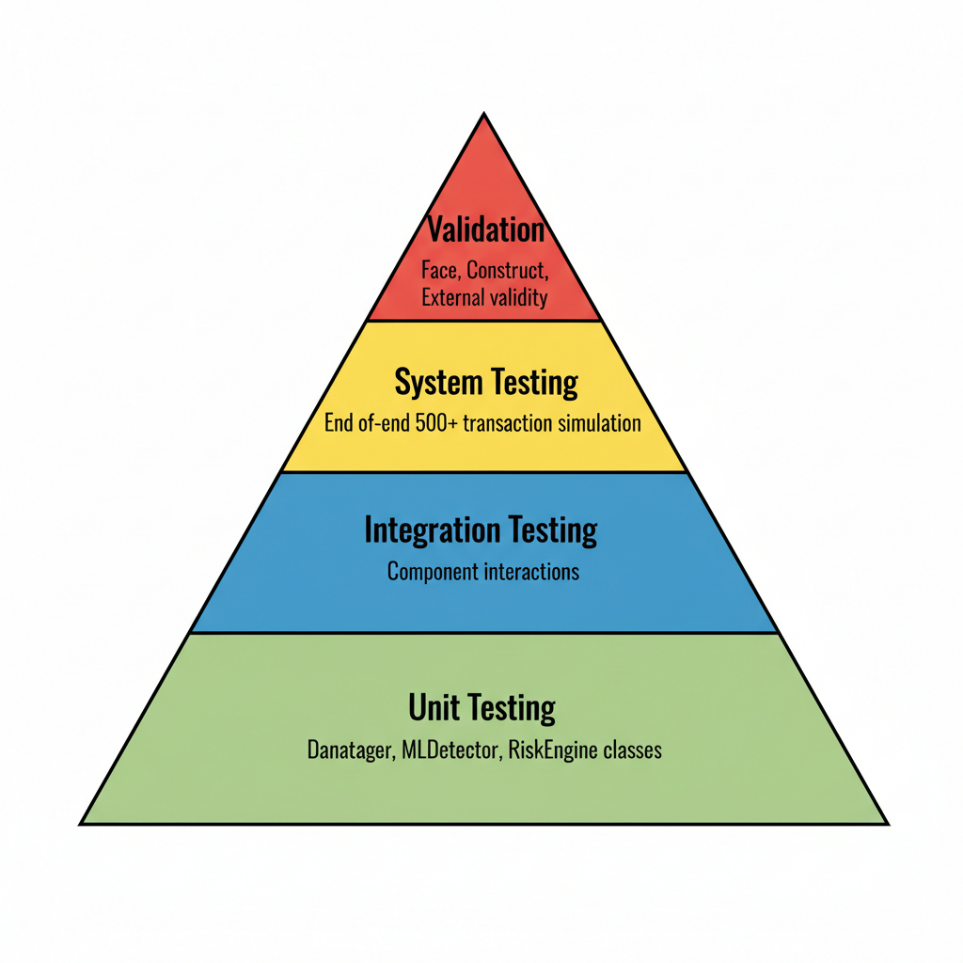 Validation
Face, Construct,
External validity
System Testing
End of-end 500+ transaction simulation
Integration Testing
Component interactions
Unit Testing
Danatager, MLDetector, RiskEngine classes